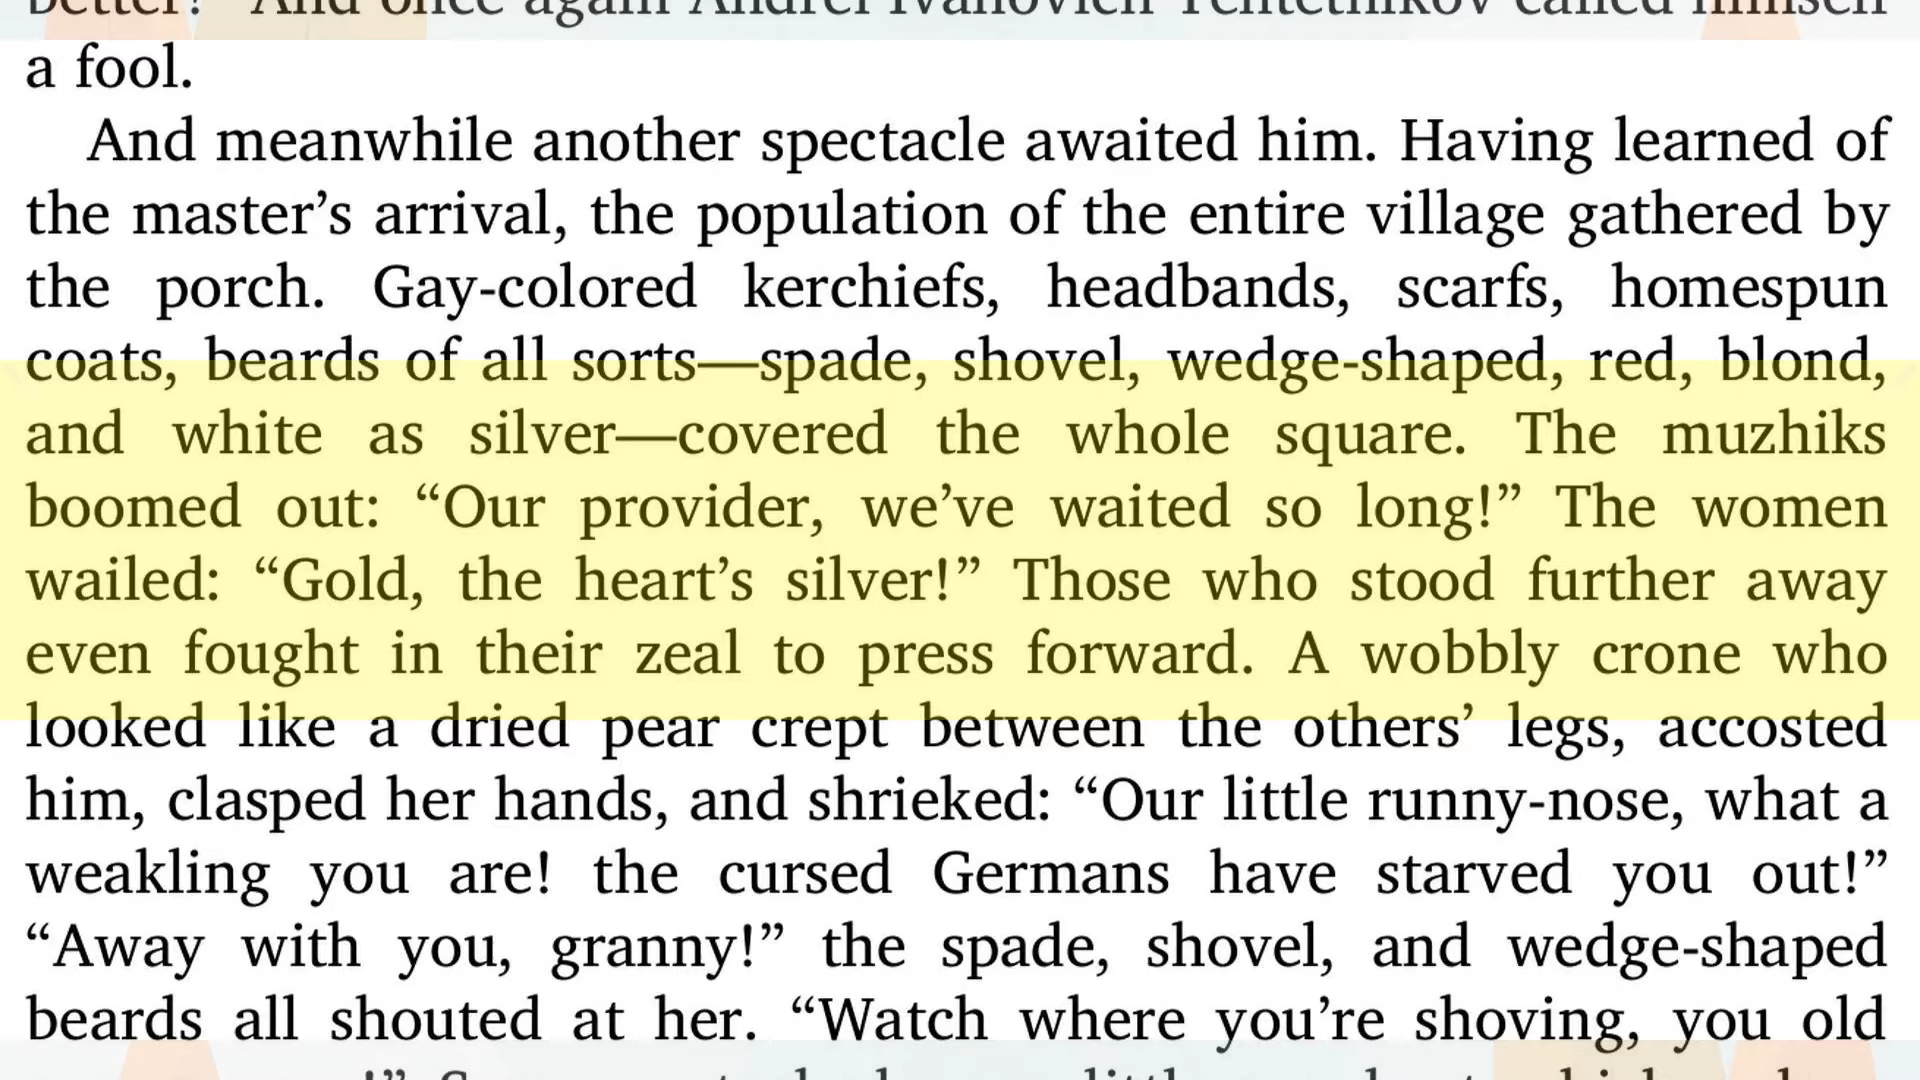 better!" And once again Andrei Ivanovich Tentetnikov called himself
a fool.
And meanwhile another spectacle awaited him. Having learned of
the master’s arrival, the population of the entire village gathered by
the porch. Gay-colored kerchiefs, headbands, scarfs, homespun
coats, beards of all sorts—spade, shovel, wedge-shaped, red, blond,
and white as silver—covered the whole square. The muzhiks
boomed out: “Our provider, we’ve waited so long!” The women
wailed: “Gold, the heart’s silver!” Those who stood further away
even fought in their zeal to press forward. A wobbly crone who
looked like a dried pear crept between the others’ legs, accosted
him, clasped her hands, and shrieked: “Our little runny-nose, what a
weakling you are! the cursed Germans have starved you out!”
“Away with you, granny!” the spade, shovel, and wedge-shaped
beards all shouted at her. “Watch where you’re shoving, you old